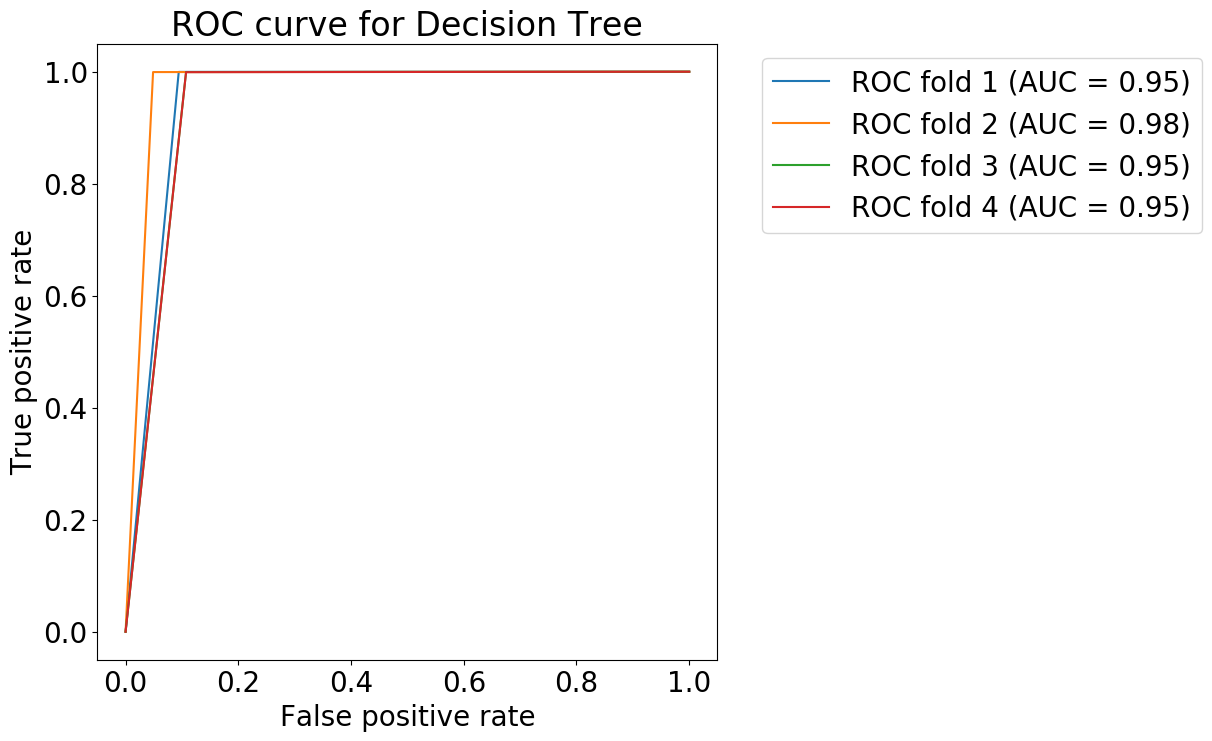 ROC curve for Decision Tree
1.0
0.8
0.6
0.4
0.2
0.0
True positive rate
0.0 0.2 0.4 0.6 0.8 1.0
False positive rate
ROC fold 1 (AUC = 0.95)
ROC fold 2 (AUC = 0.98)
ROC fold 3 (AUC = 0.95)
ROC fold 4 (AUC = 0.95)